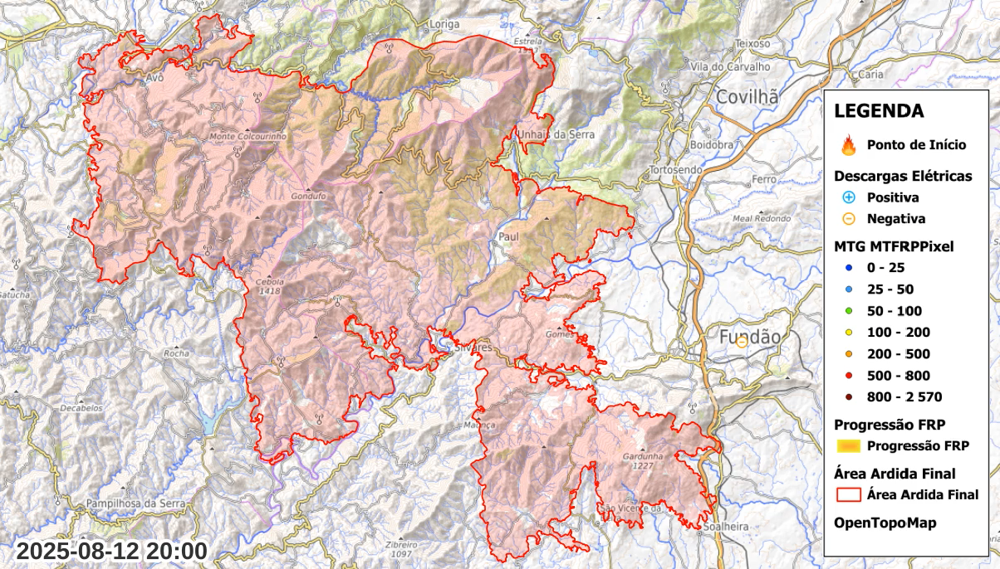 Loriga
Estrela
Teixoso
Vila do Carvalho
Caria
Avô
Covilhã
Monte Colcourinho
Unhais da Serra
Boidobra
Tortosendo
Ferro
Gondufo
Meal Redondo
Paul
Cebola
1418
Rocha
Gomes
Fundão
Silvares
Decabelos
Maunça
Gardunha
1227
Pampilhosa da Serra
São Vicente da
Beira
Soalheira
Zibreiro
1097
2025-08-12 20:00
LEGENDA
Ponto de Início
Descargas Elétricas
Positiva
Negativa
MTG MTFRPPixel
0 - 25
25 - 50
50 - 100
100 - 200
200 - 500
500 - 800
800 - 2 570
Progressão FRP
Progressão FRP
Área Ardida Final
Área Ardida Final
OpenTopoMap